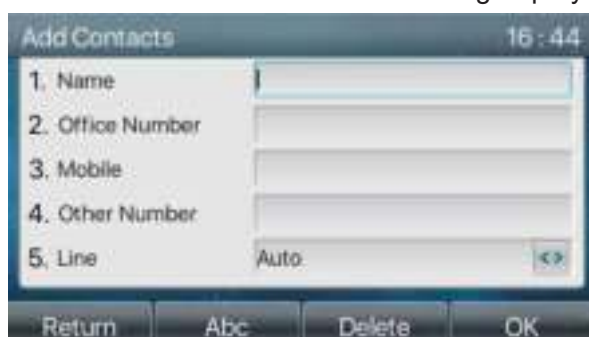 Add Contacts 16:44
1. Name
2. Office Number
3. Mobile
4. Other Number
5. Line Auto <>
Return Abc Delete OK